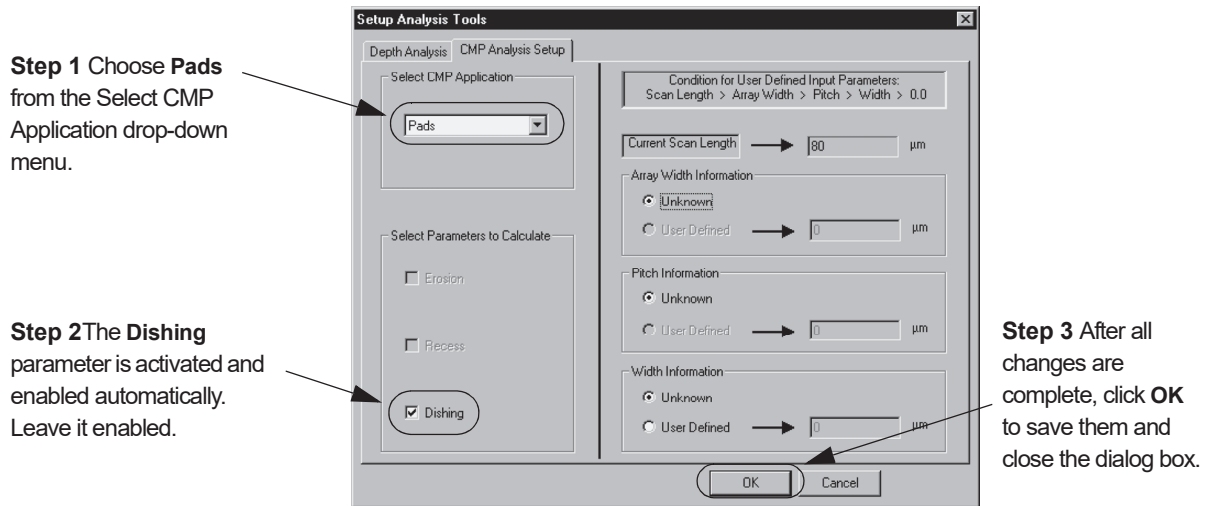 Setup Analysis Tools
Depth Analysis
CMP Analysis Setup
Step 1 Choose Pads
from the Select CMP
Application drop-down
menu.
Select CMP Application
Pads
Select Parameters to Calculate
Erosion
Recess
Dishing
Step 2The Dishing
parameter is activated and
enabled automatically.
Leave it enabled.
Condition for User Defined Input Parameters:
Scan Length > Array Width > Pitch > Width > 0.0
Current Scan Length 80 µm
Array Width Information
Unknown
User Defined 0 µm
Pitch Information
Unknown
User Defined 0 µm
Width Information
Unknown
User Defined 0 µm
OK
Cancel
Step 3 After all
changes are
complete, click OK
to save them and
close the dialog box.